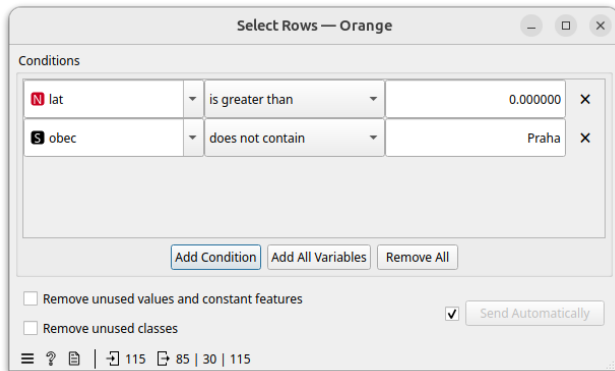 Select Rows — Orange
Conditions
N lat is greater than 0.000000
S obec does not contain Praha
Add Condition Add All Variables Remove All
Remove unused values and constant features
Send Automatically
Remove unused classes
115 85 | 30 | 115